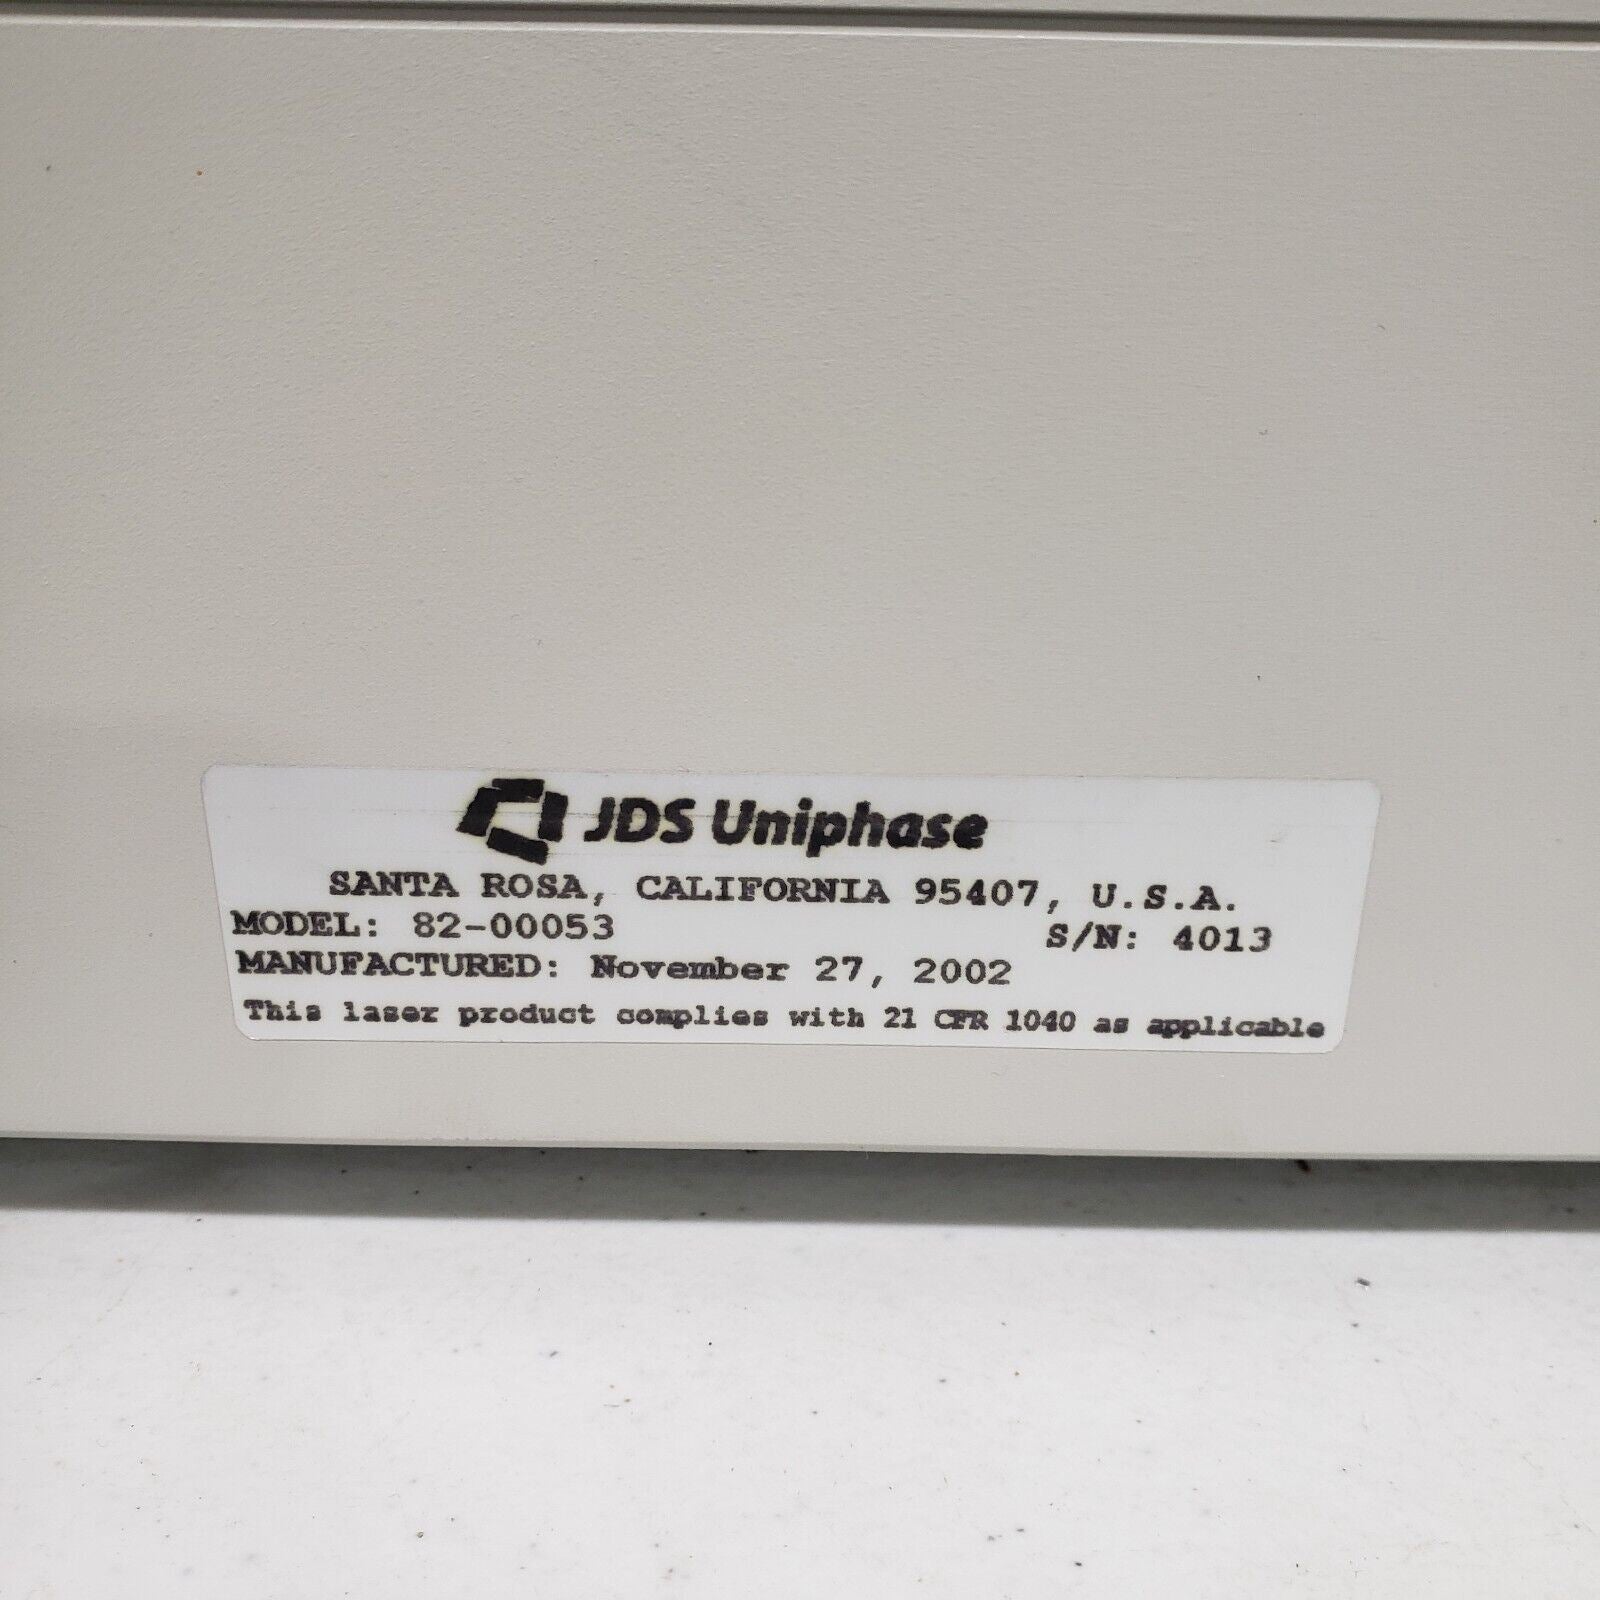 JDS Uniphase
SANTA ROSA, CALIFORNIA 95407, U.S.A.
MODEL: 82-00053 S/N: 4013
MANUFACTURED: November 27, 2002
This laser product complies with 21 CFR 1040 as applicable